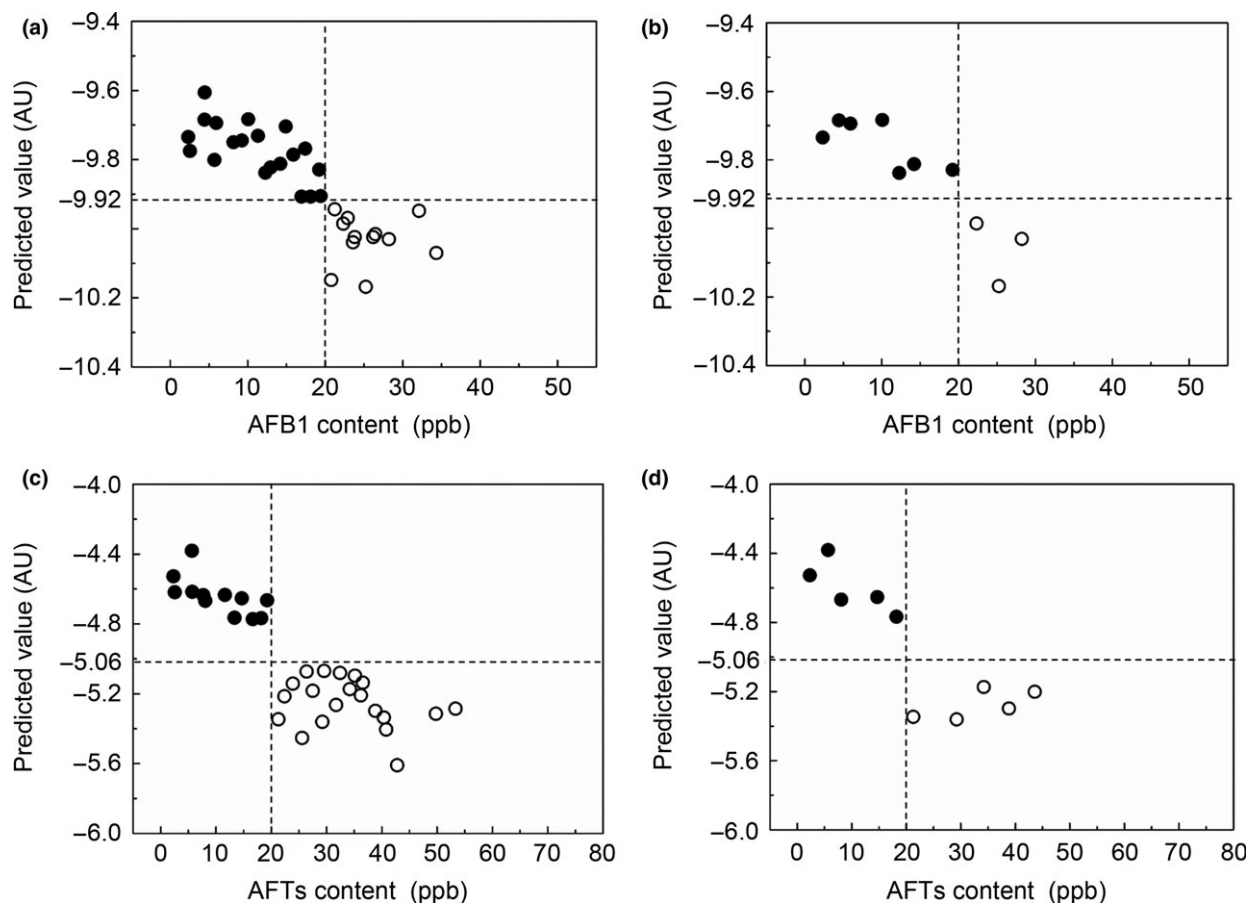 (a)
Predicted value (AU)
–9.4
–9.6
–9.8
–9.92
–10.2
–10.4
0 10 20 30 40 50
AFB1 content (ppb)
(b)
Predicted value (AU)
–9.4
–9.6
–9.8
–9.92
–10.2
–10.4
0 10 20 30 40 50
AFB1 content (ppb)
(c)
Predicted value (AU)
–4.0
–4.4
–4.8
–5.06
–5.2
–5.6
–6.0
0 10 20 30 40 50 60 70 80
AFTs content (ppb)
(d)
Predicted value (AU)
–4.0
–4.4
–4.8
–5.06
–5.2
–5.6
–6.0
0 10 20 30 40 50 60 70 80
AFTs content (ppb)